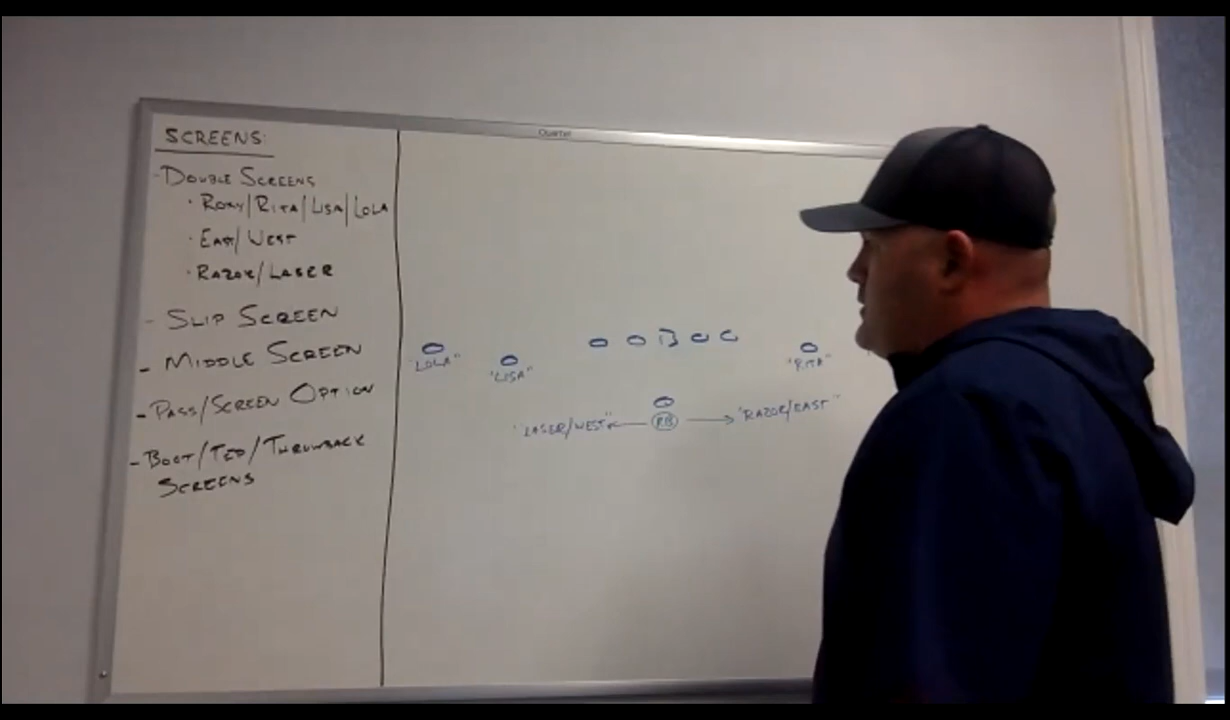 Quartet
SCREENS:
- DOUBLE SCREENS
· ROXY/RITA/LISA/LOLA
· EAST/WEST
· RAZOR/LASER
- SLIP SCREEN
- MIDDLE SCREEN
- PASS/SCREEN OPTION
- BOOT/TED/THROWBACK
SCREENS
"LOLA"
"LISA"
"RITA"
"LASER/WEST"
RB
"RAZOR/EAST"